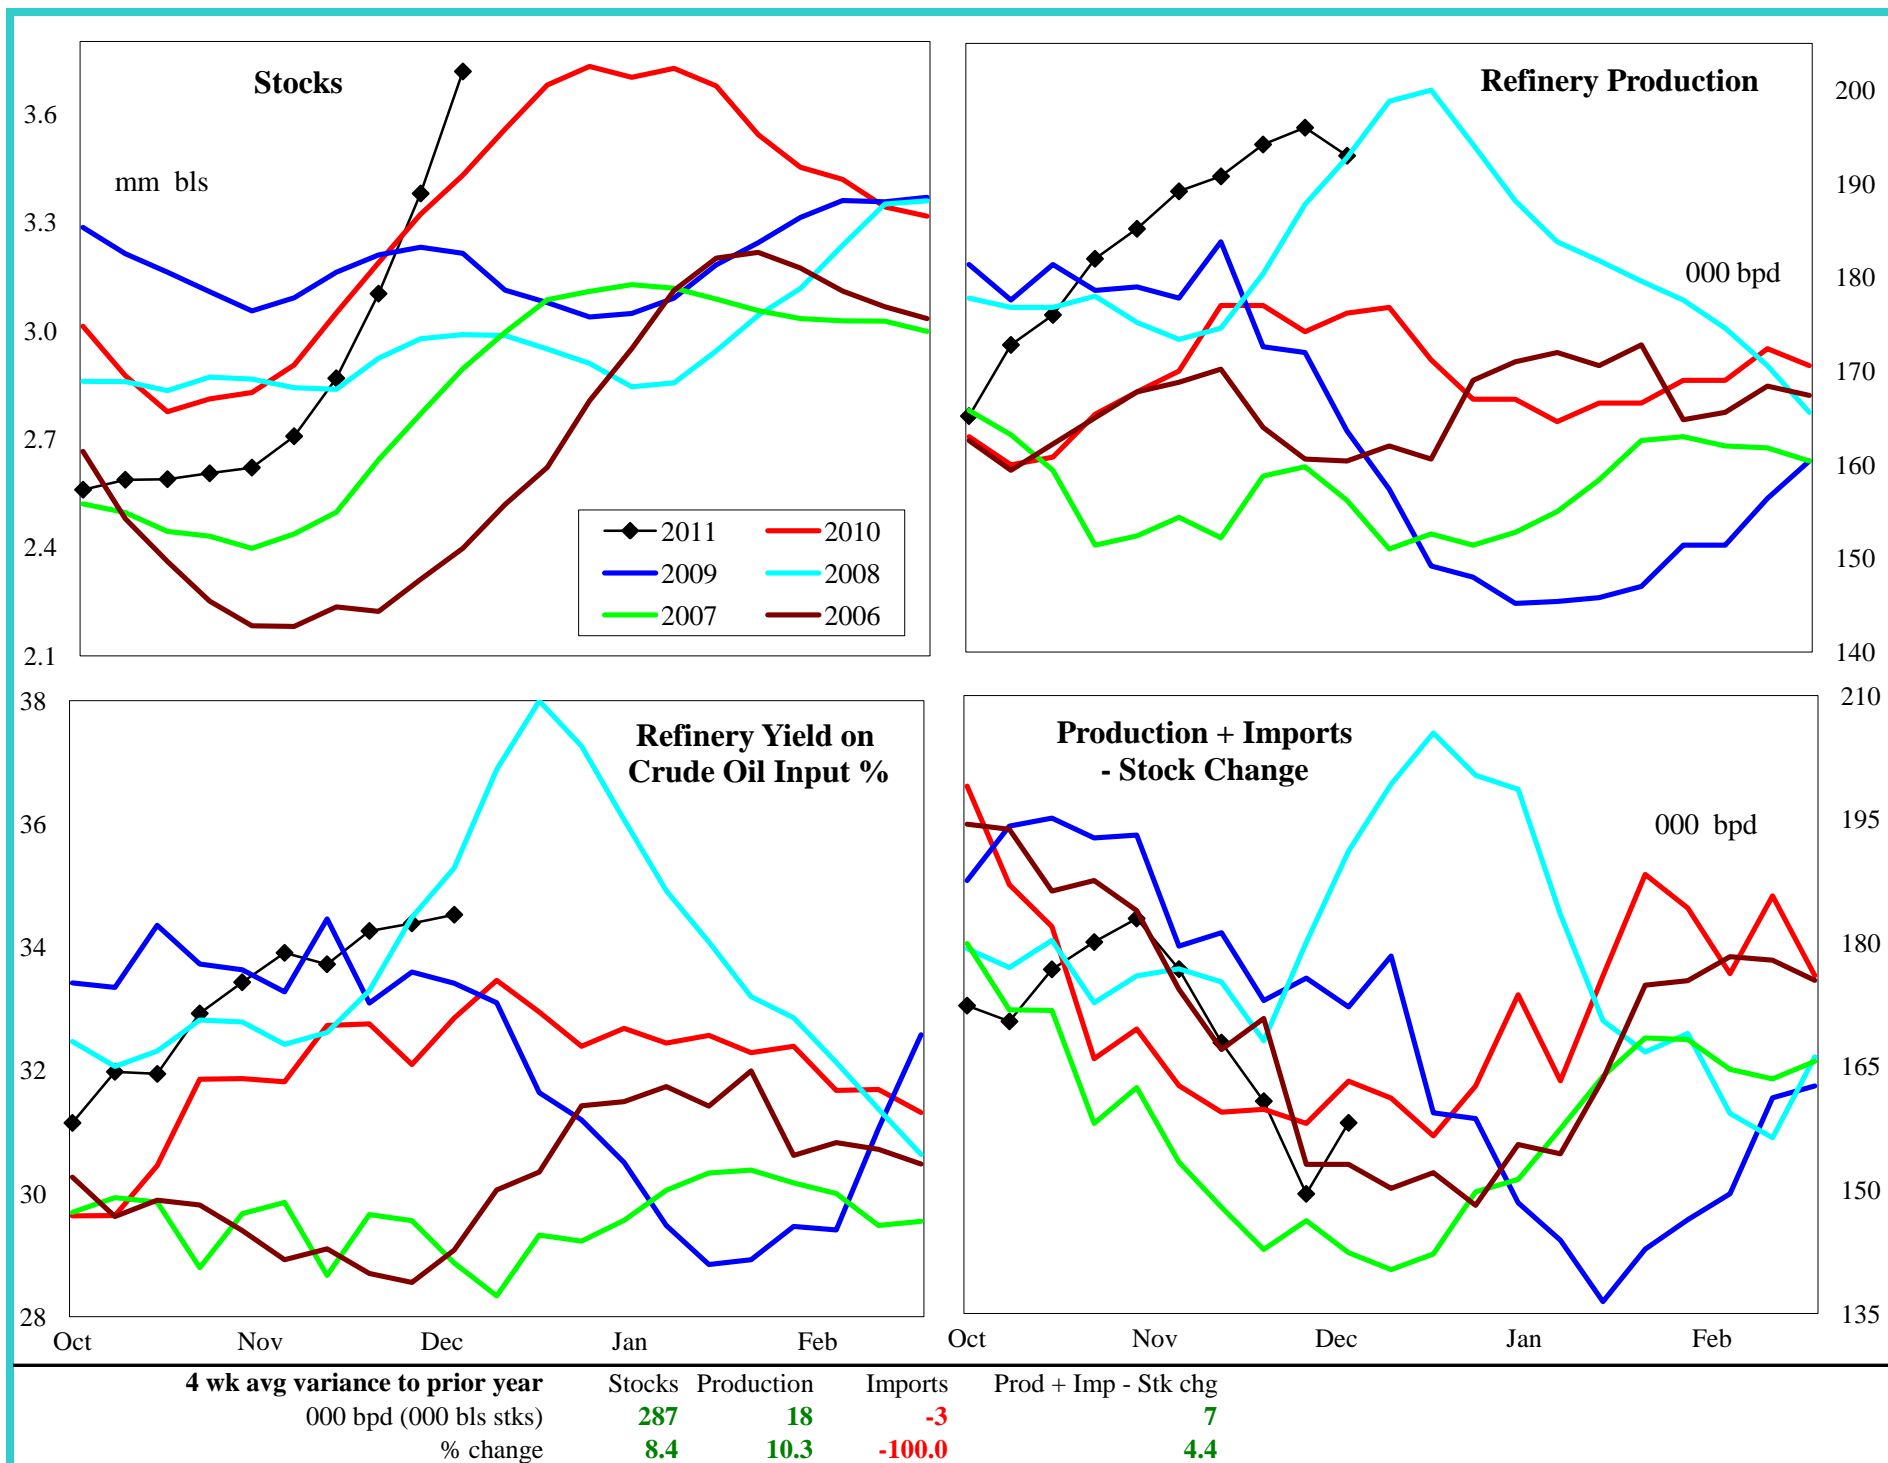 Stocks
mm bls
3.6
3.3
3.0
2.7
2.4
2.1
2011
2010
2009
2008
2007
2006
Refinery Production
000 bpd
200
190
180
170
160
150
140
Refinery Yield on
Crude Oil Input %
38
36
34
32
30
28
Oct Nov Dec Jan Feb
Production + Imports
- Stock Change
000 bpd
210
195
180
165
150
135
Oct Nov Dec Jan Feb
4 wk avg variance to prior year Stocks Production Imports Prod + Imp - Stk chg
000 bpd (000 bls stks) 287 18 -3 7
% change 8.4 10.3 -100.0 4.4